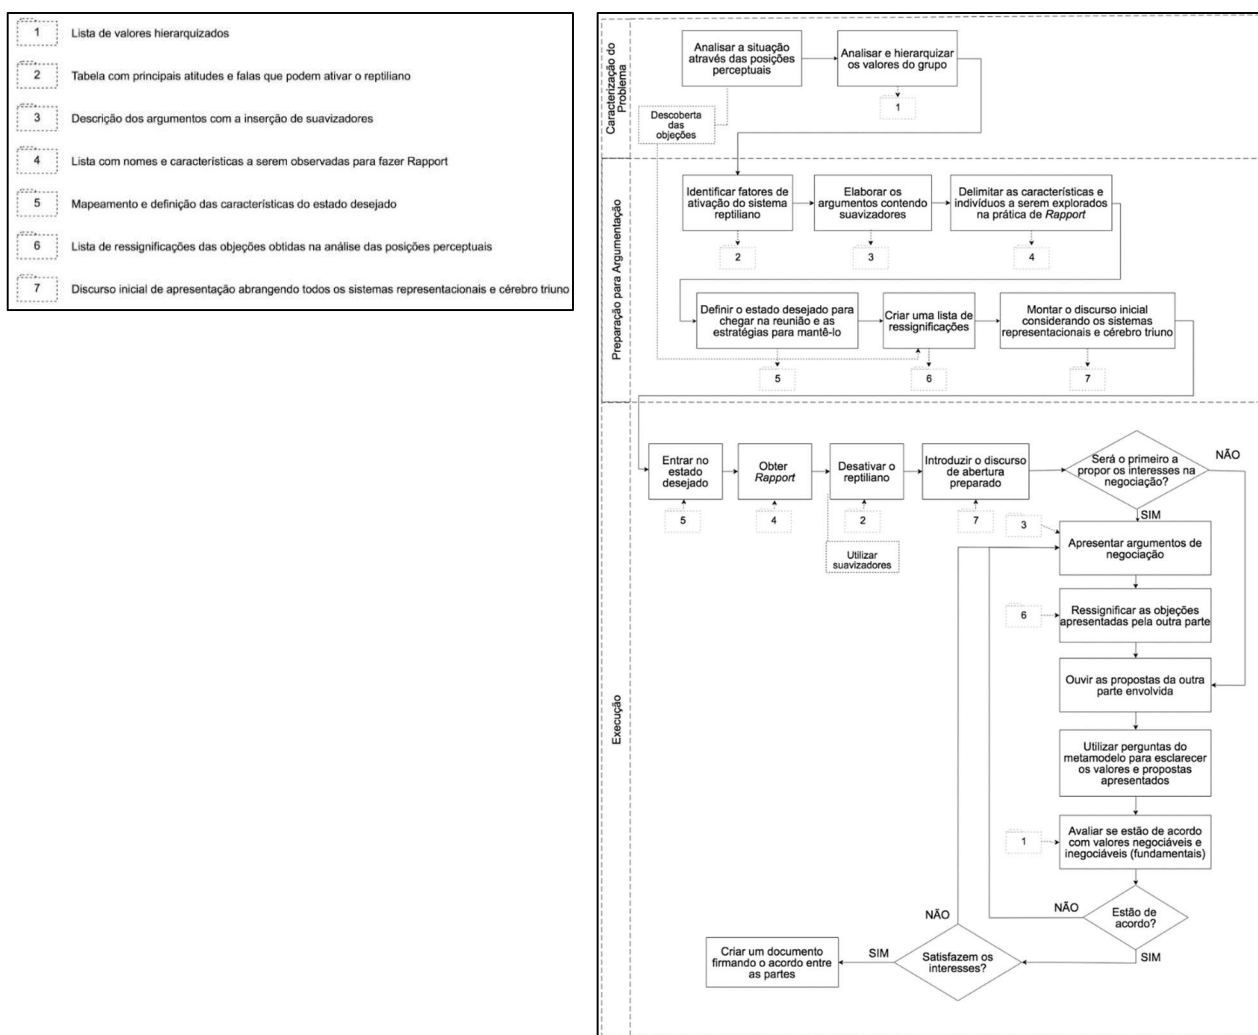 1 Lista de valores hierarquizados
2 Tabela com principais atitudes e falas que podem ativar o reptiliano
3 Descrição dos argumentos com a inserção de suavizadores
4 Lista com nomes e características a serem observadas para fazer Rapport
5 Mapeamento e definição das características do estado desejado
6 Lista de ressignificações das objeções obtidas na análise das posições perceptuais
7 Discurso inicial de apresentação abrangendo todos os sistemas representacionais e cérebro triuno
Caracterização do
Problema
Analisar a situação
através das posições
perceptuais
Analisar e hierarquizar
os valores do grupo
1
Descoberta
das
objeções
Preparação para Argumentação
Identificar fatores de
ativação do sistema
reptiliano
Elaborar os
argumentos contendo
suavizadores
Delimitar as características e
indivíduos a serem explorados
na prática de Rapport
2
3
4
Definir o estado desejado para
chegar na reunião e as
estratégias para mantê-lo
Criar uma lista de
ressignificações
Montar o discurso inicial
considerando os sistemas
representacionais e cérebro triuno
5
6
7
Execução
Entrar no
estado
desejado
Obter
Rapport
Desativar o
reptiliano
Introduzir o discurso
de abertura
preparado
Será o primeiro a
propor os interesses na
negociação?
NÃO
SIM
5
4
2
7
Utilizar
suavizadores
3
Apresentar argumentos de
negociação
6
Ressignificar as objeções
apresentadas pela outra parte
Ouvir as propostas da outra
parte envolvida
Utilizar perguntas do
metamodelo para esclarecer
os valores e propostas
apresentados
1
Avaliar se estão de acordo
com valores negociáveis e
inegociáveis (fundamentais)
Estão de
acordo?
NÃO
SIM
Satisfazem os
interesses?
NÃO
SIM
Criar um documento
firmando o acordo entre
as partes